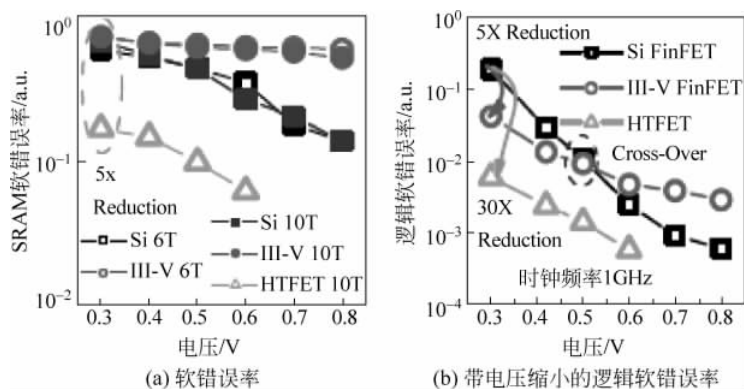 10^0
10^-1
10^-2
SRAM软错误率/a.u.
5x
Reduction
Si 6T
III-V 6T
Si 10T
III-V 10T
HTFET 10T
0.3 0.4 0.5 0.6 0.7 0.8
电压/V
(a) 软错误率
10^0
10^-1
10^-2
10^-3
10^-4
逻辑软错误率/a.u.
5X Reduction
Si FinFET
III-V FinFET
HTFET
Cross-Over
30X
Reduction
时钟频率1GHz
0.3 0.4 0.5 0.6 0.7 0.8
电压/V
(b) 带电压缩小的逻辑软错误率